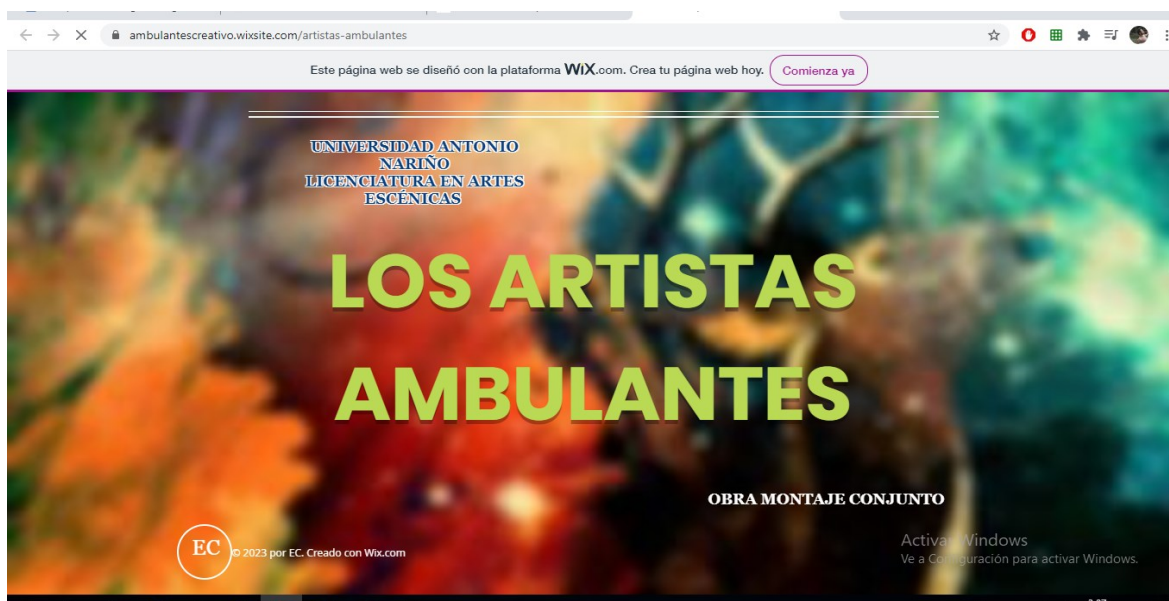 ambulantescreativo.wixsite.com/artistas-ambulantes
Este página web se diseñó con la plataforma WiX.com. Crea tu página web hoy. Comienza ya
UNIVERSIDAD ANTONIO
NARIÑO
LICENCIATURA EN ARTES
ESCÉNICAS
LOS ARTISTAS
AMBULANTES
OBRA MONTAJE CONJUNTO
EC
© 2023 por EC. Creado con Wix.com
Activar Windows
Ve a Configuración para activar Windows.